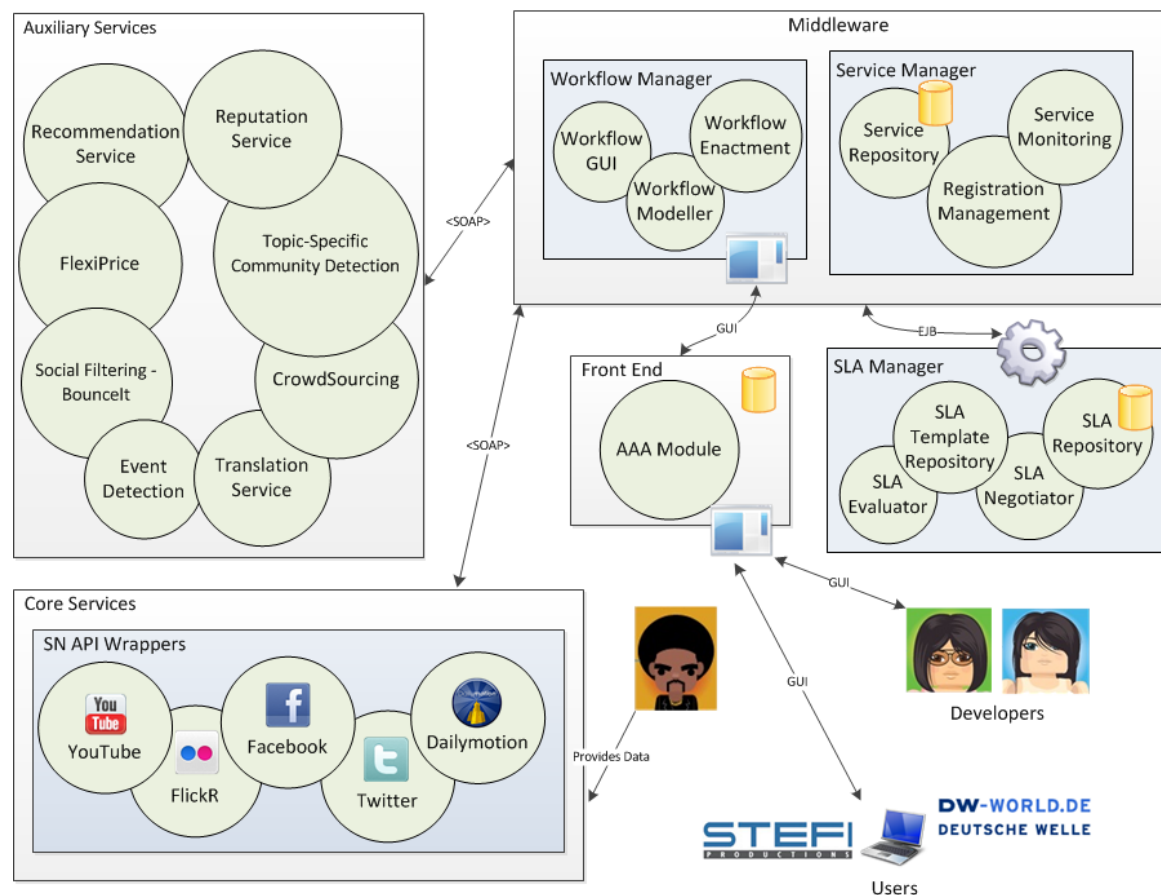 Auxiliary Services
Recommendation
Service
Reputation
Service
FlexiPrice
Topic-Specific
Community Detection
Social Filtering -
BounceIt
CrowdSourcing
Event
Detection
Translation
Service
<SOAP>
<SOAP>
Middleware
Workflow Manager
Workflow
GUI
Workflow
Modeller
Workflow
Enactment
Service Manager
Service
Repository
Registration
Management
Service
Monitoring
GUI
EJB
Front End
AAA Module
SLA Manager
SLA
Evaluator
SLA
Template
Repository
SLA
Negotiator
SLA
Repository
Core Services
SN API Wrappers
You
Tube
YouTube
FlickR
f
Facebook
t
Twitter
Dailymotion
Dailymotion
Provides Data
GUI
GUI
Developers
STEFI
PRODUCTIONS
DW-WORLD.DE
DEUTSCHE WELLE
Users